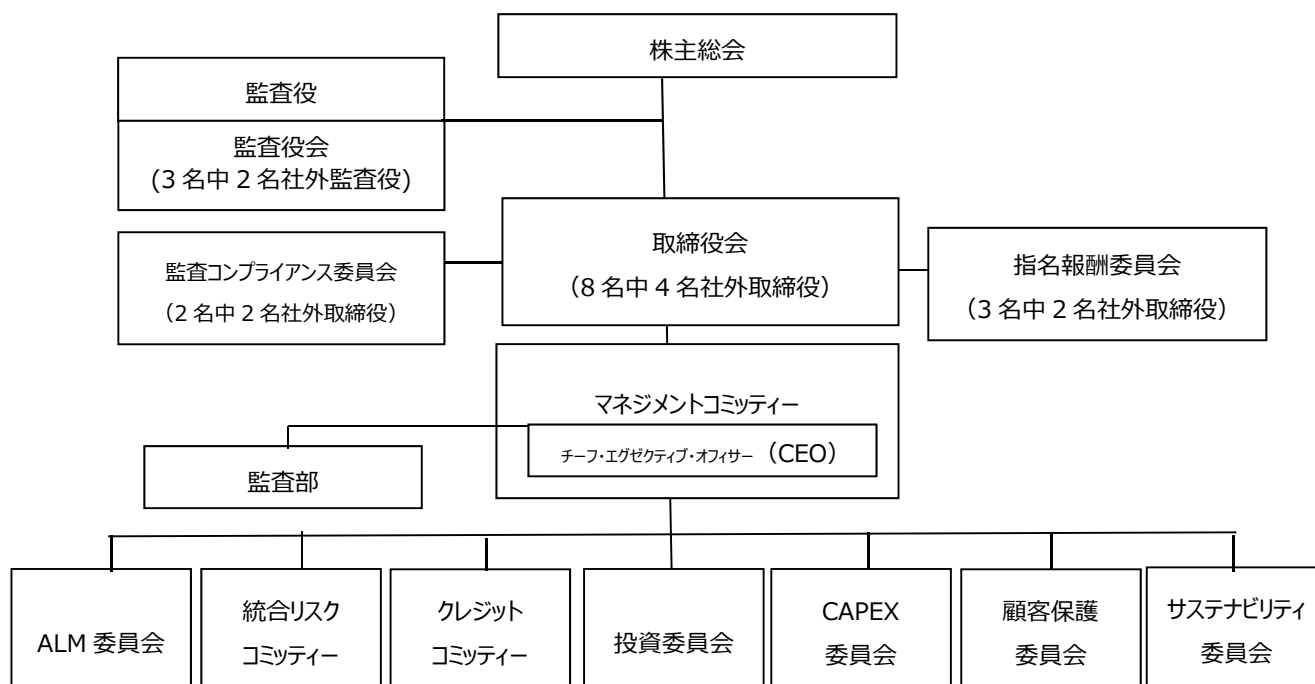 株主総会
監査役
監査役会
(3 名中 2 名社外監査役)
取締役会
（8 名中 4 名社外取締役）
監査コンプライアンス委員会
（2 名中 2 名社外取締役）
指名報酬委員会
（3 名中 2 名社外取締役）
マネジメントコミッティー
チーフ・エグゼクティブ・オフィサー （CEO）
監査部
ALM 委員会
統合リスク
コミッティー
クレジット
コミッティー
投資委員会
CAPEX
委員会
顧客保護
委員会
サステナビリティ
委員会